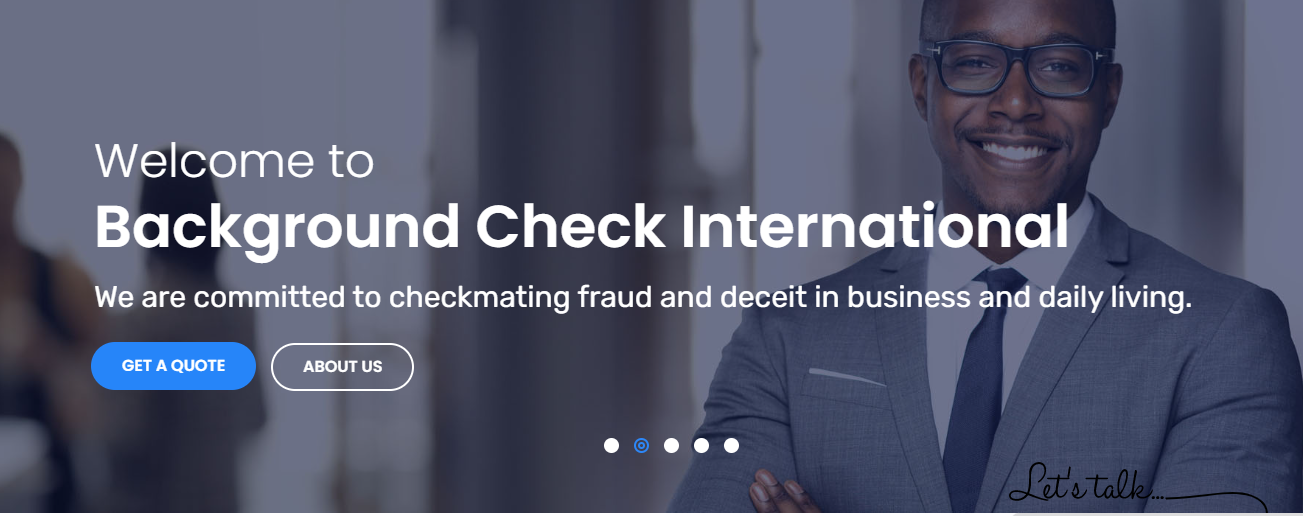 Welcome to
Background Check International
We are committed to checkmating fraud and deceit in business and daily living.
GET A QUOTE
ABOUT US
Let's talk...